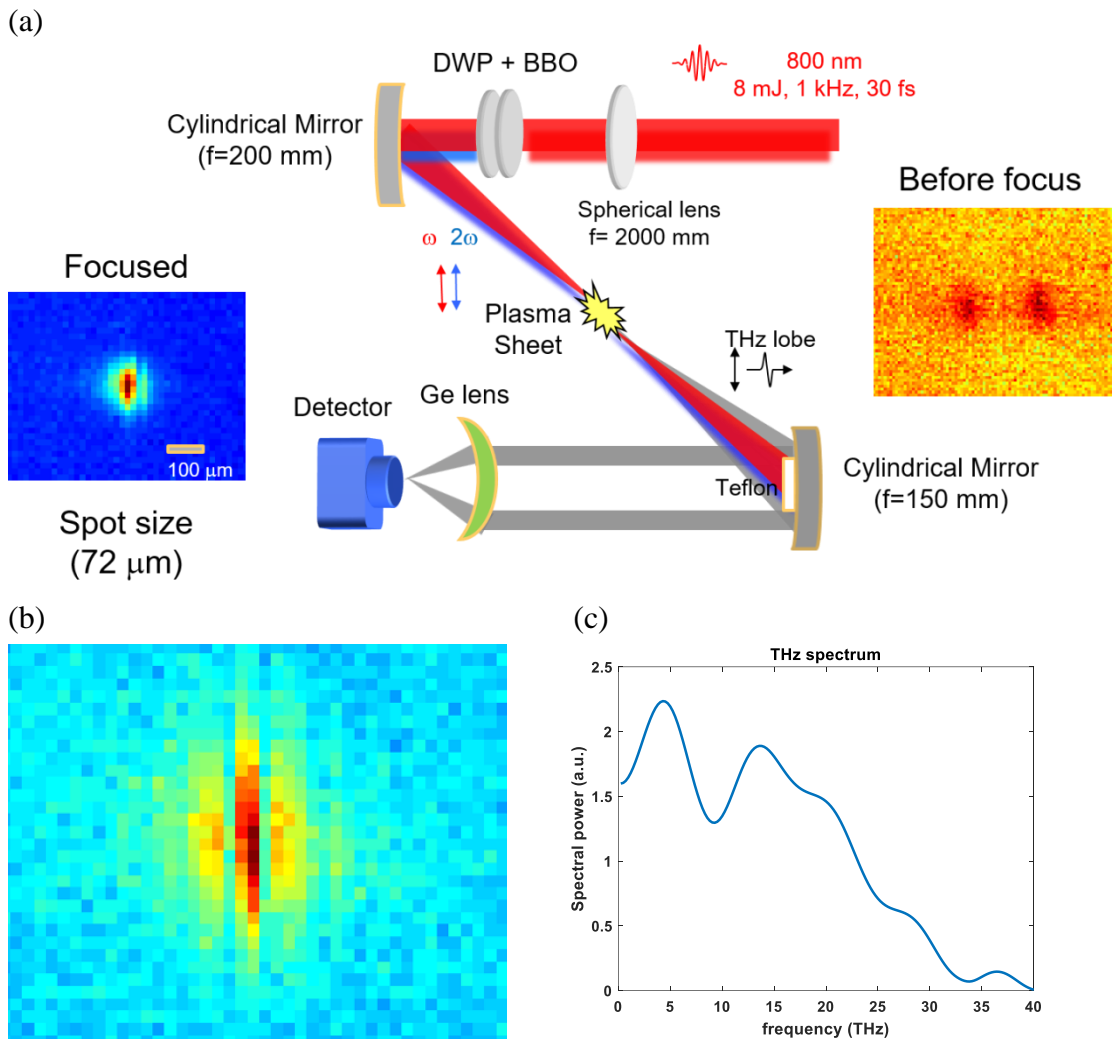 (a)
DWP + BBO
800 nm
8 mJ, 1 kHz, 30 fs
Cylindrical Mirror
(f=200 mm)
Before focus
Spherical lens
f= 2000 mm
ω 2ω
Focused
Plasma
Sheet
THz lobe
Ge lens
Detector
100 μm
Teflon
Cylindrical Mirror
(f=150 mm)
Spot size
(72 μm)
(b)
(c)
THz spectrum
2.5
2
1.5
1
0.5
0
Spectral power (a.u.)
0 5 10 15 20 25 30 35 40
frequency (THz)